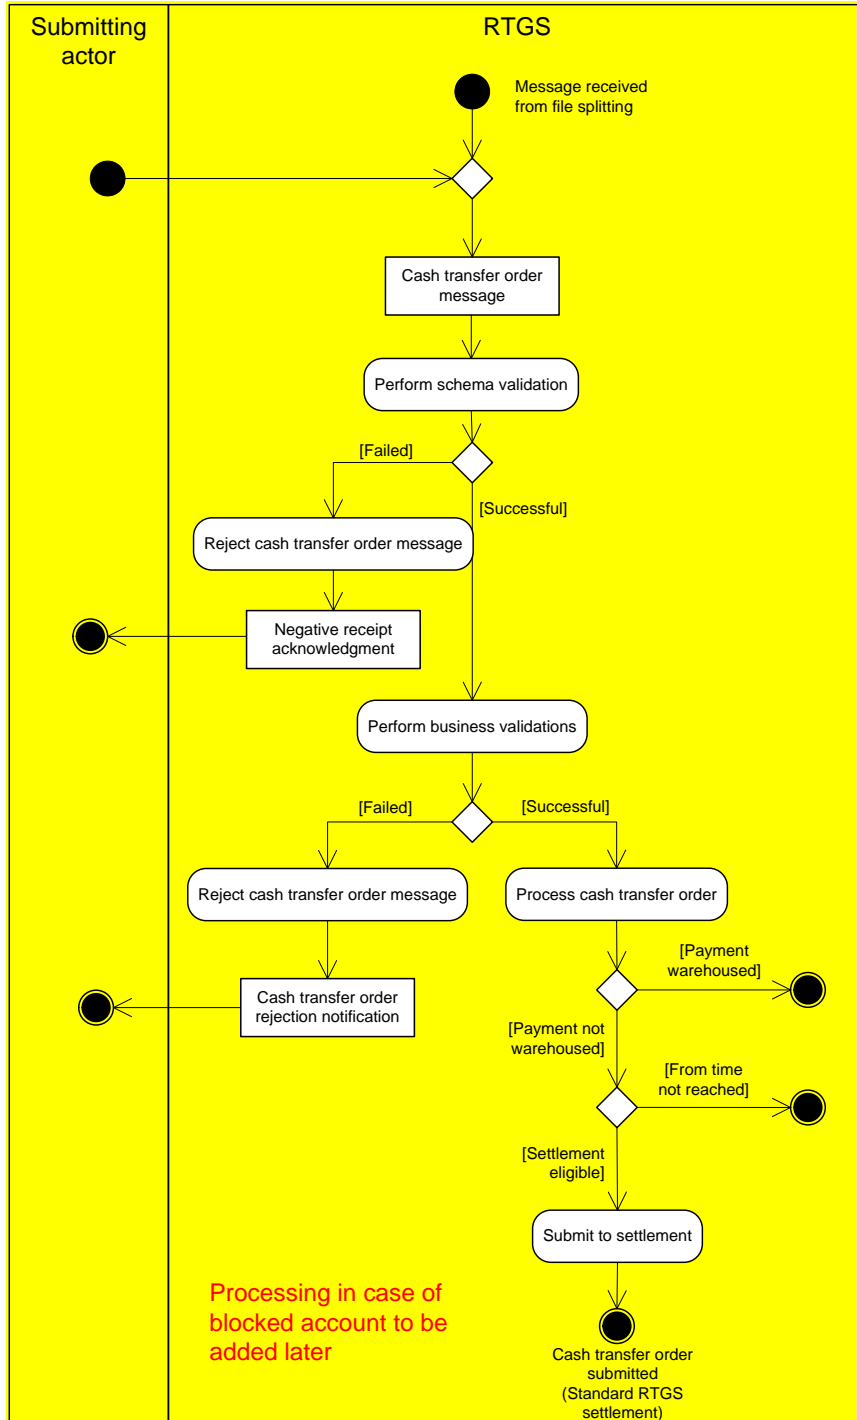 Submitting
actor
RTGS
Message received
from file splitting
Cash transfer order
message
Perform schema validation
[Failed]
[Successful]
Reject cash transfer order message
Negative receipt
acknowledgment
Perform business validations
[Failed]
[Successful]
Reject cash transfer order message
Process cash transfer order
[Payment
warehoused]
Cash transfer order
rejection notification
[Payment not
warehoused]
[From time
not reached]
[Settlement
eligible]
Submit to settlement
Processing in case of
blocked account to be
added later
Cash transfer order
submitted
(Standard RTGS
settlement)